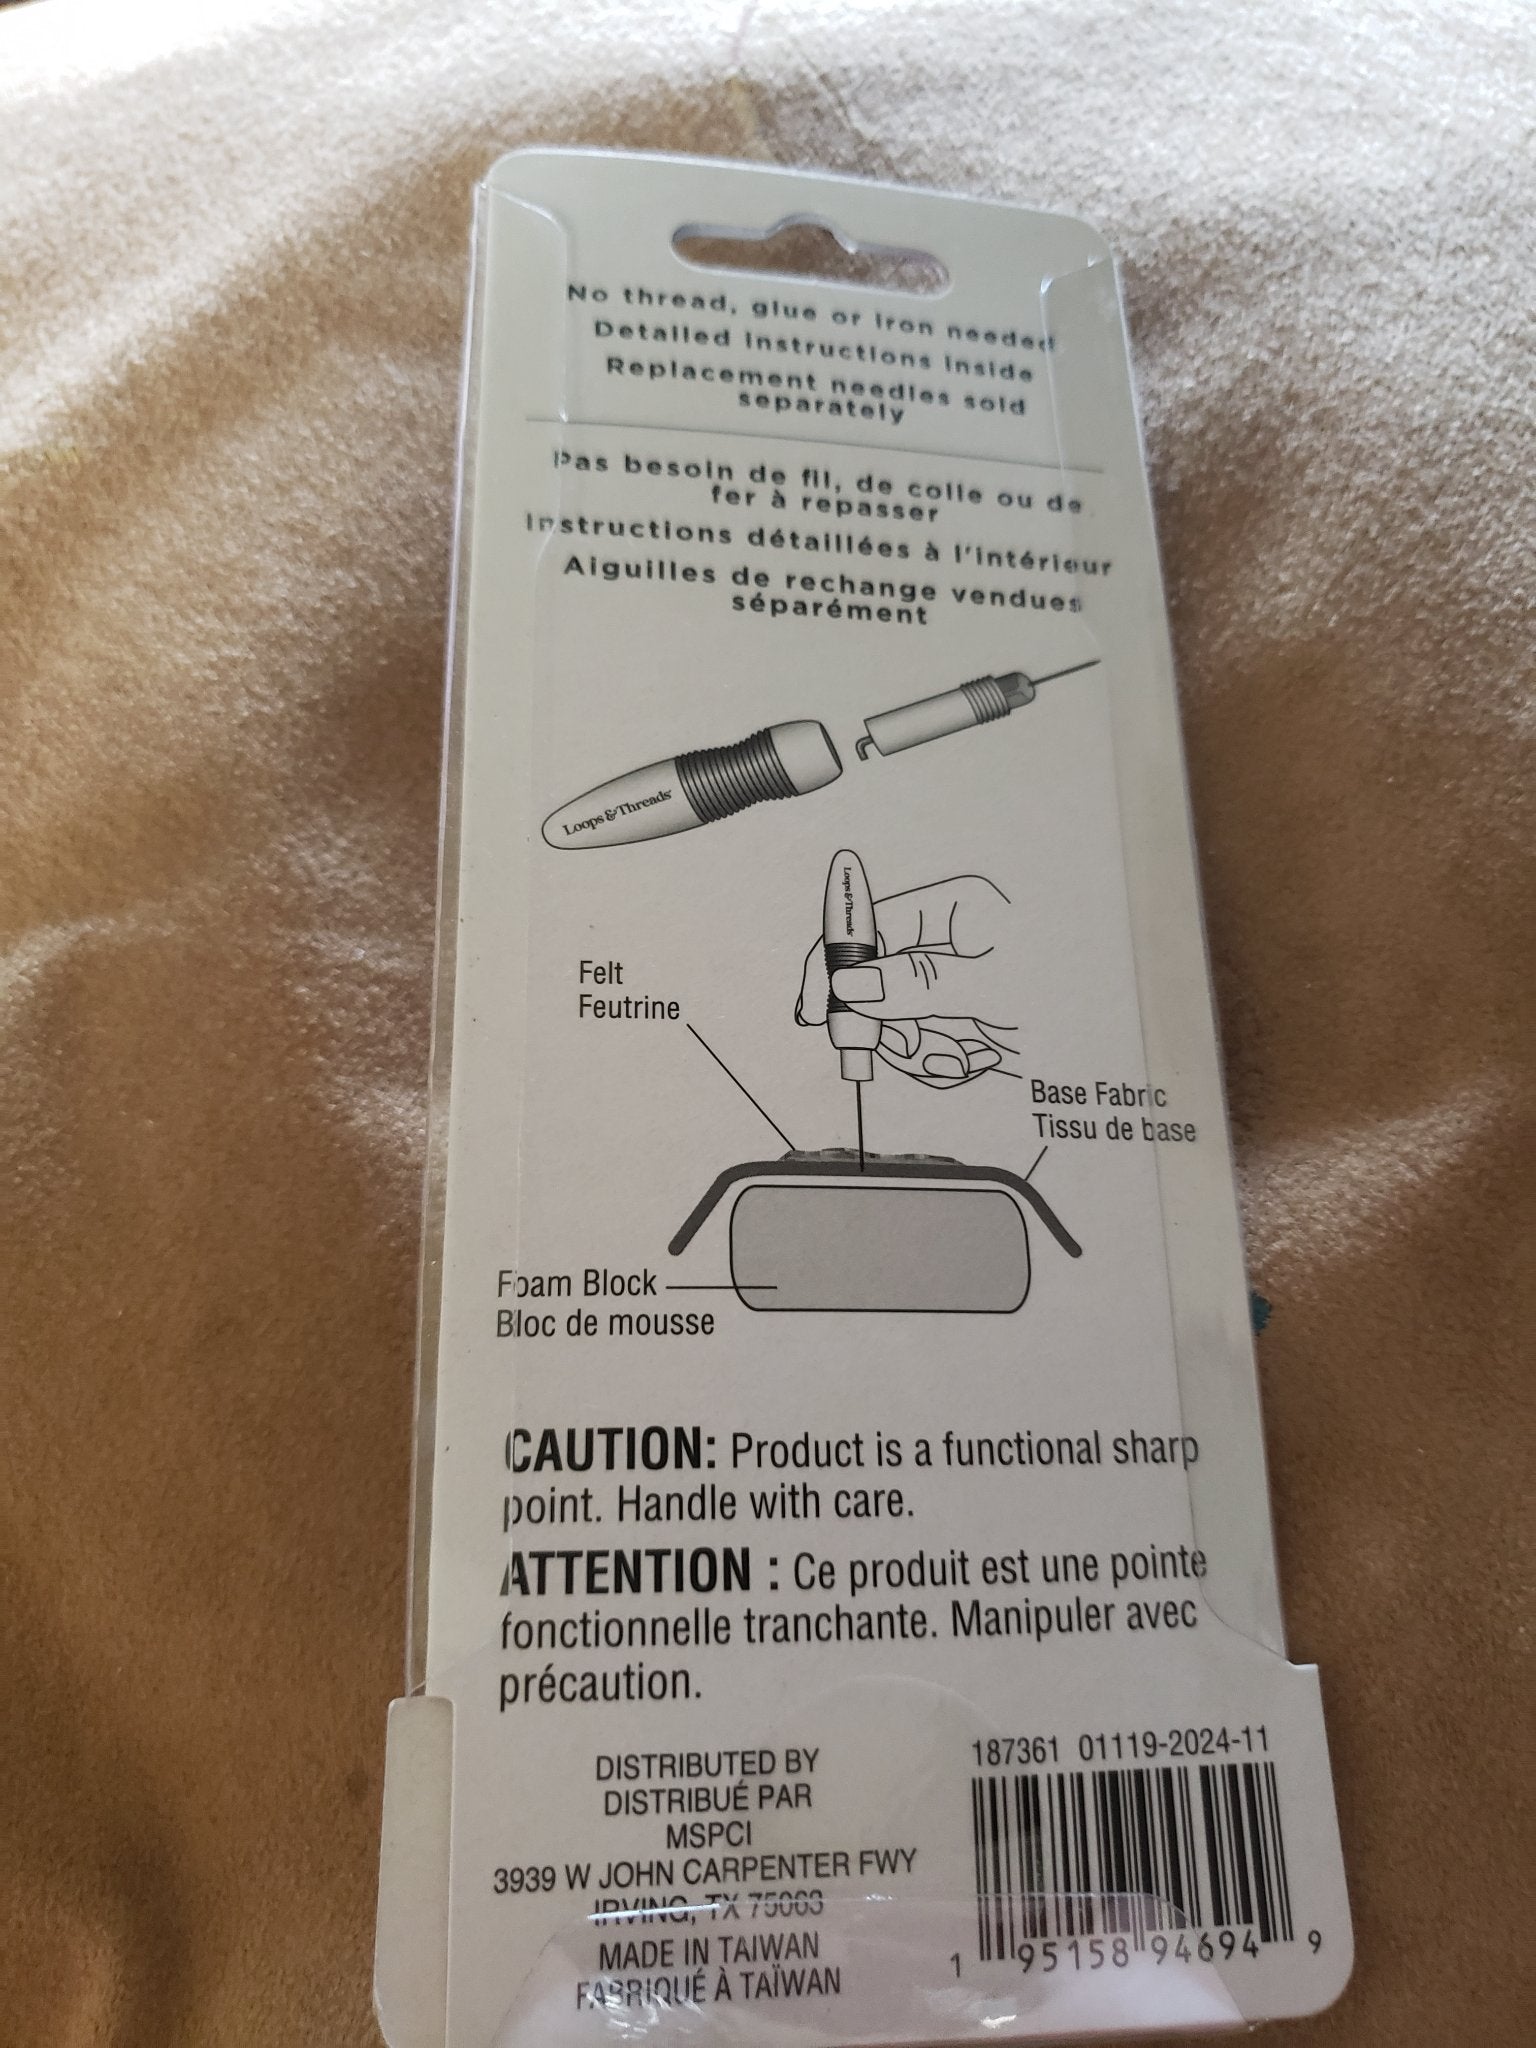 No thread, glue or iron needed
Detailed instructions inside
Replacement needles sold
separately
Pas besoin de fil, de colle ou de
fer à repasser
Instructions détaillées à l'intérieur
Aiguilles de rechange vendues
séparément
Loops & Threads
Loops & Threads
Felt
Feutrine
Base Fabric
Tissu de base
Foam Block
Bloc de mousse
CAUTION: Product is a functional sharp
point. Handle with care.
ATTENTION : Ce produit est une pointe
fonctionnelle tranchante. Manipuler avec
précaution.
DISTRIBUTED BY
DISTRIBUÉ PAR
MSPCI
3939 W JOHN CARPENTER FWY
IRVING, TX 75063
MADE IN TAIWAN
FABRIQUÉ À TAÏWAN
187361 01119-2024-11
1 95158 94694 9